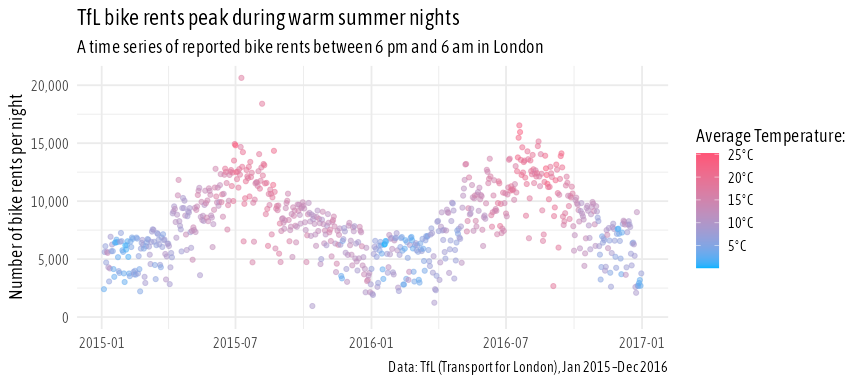 TfL bike rents peak during warm summer nights
A time series of reported bike rents between 6 pm and 6 am in London
Number of bike rents per night
20,000
15,000
10,000
5,000
0
2015-01
2015-07
2016-01
2016-07
2017-01
Average Temperature:
25°C
20°C
15°C
10°C
5°C
Data: TfL (Transport for London), Jan 2015–Dec 2016